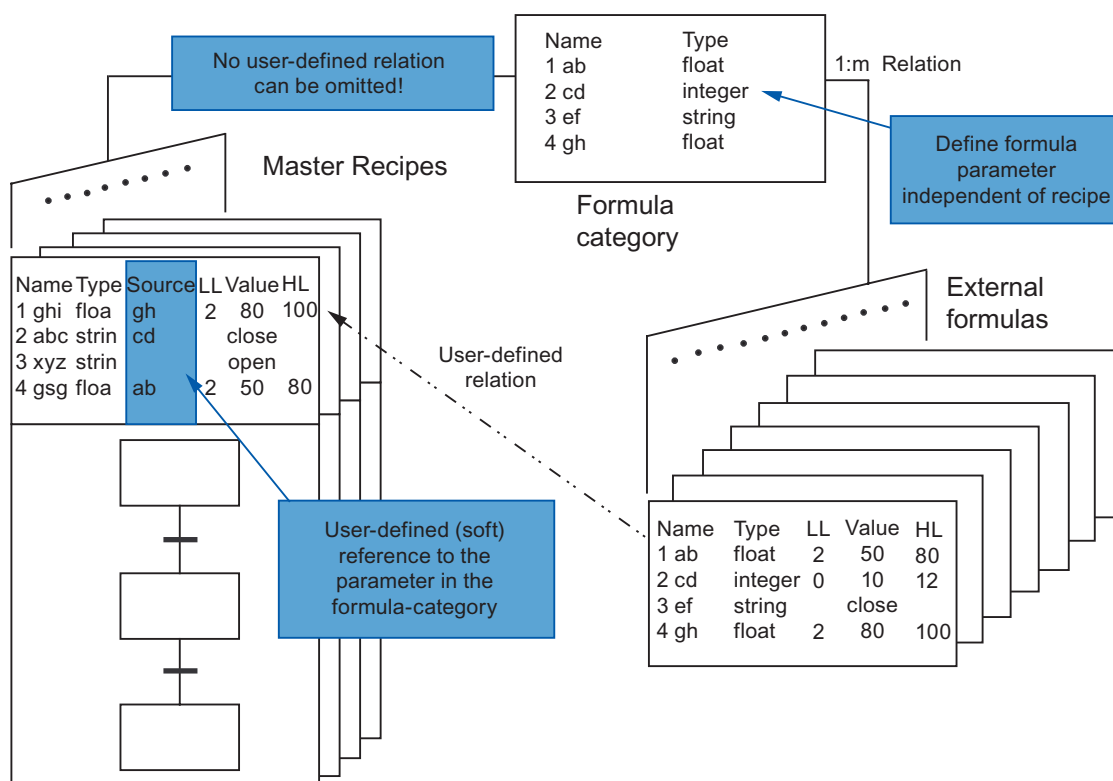 No user-defined relation
can be omitted!
Name Type
1 ab float
2 cd integer
3 ef string
4 gh float
1:m Relation
Define formula
parameter
independent of recipe
Formula
category
Master Recipes
Name Type Source LL Value HL
1 ghi floa gh 2 80 100
2 abc strin cd close
3 xyz strin open
4 gsg floa ab 2 50 80
User-defined
relation
External
formulas
User-defined (soft)
reference to the
parameter in the
formula-category
Name Type LL Value HL
1 ab float 2 50 80
2 cd integer 0 10 12
3 ef string close
4 gh float 2 80 100